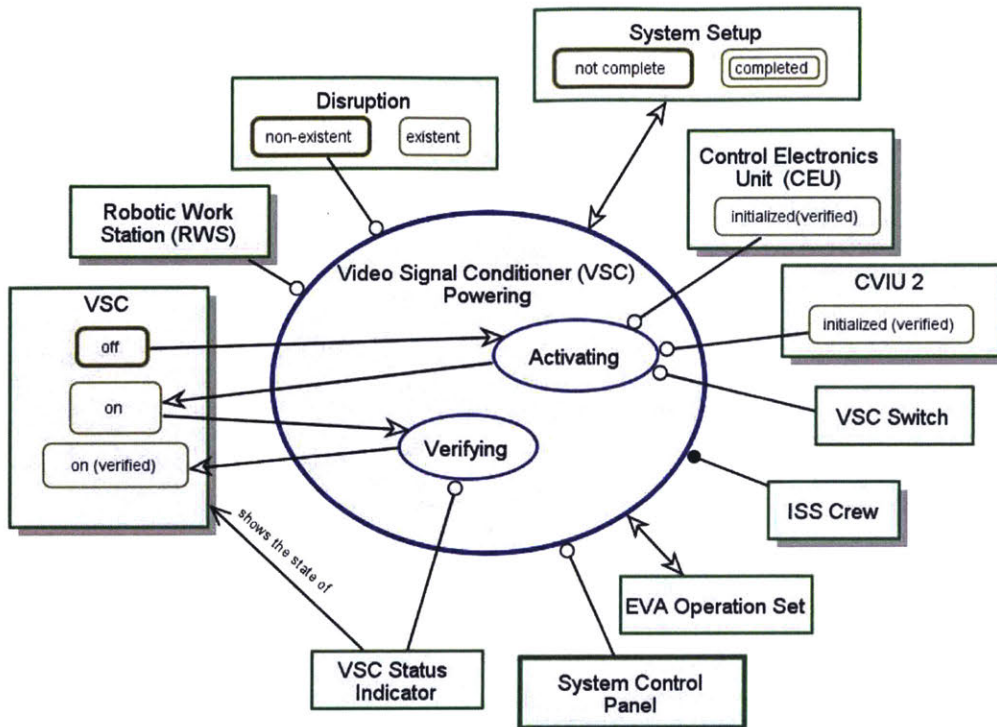 System Setup
not complete
completed
Disruption
non-existent
existent
Control Electronics
Unit (CEU)
initialized(verified)
Robotic Work
Station (RWS)
Video Signal Conditioner (VSC)
Powering
CVIU 2
initialized (verified)
VSC
off
on
on (verified)
Activating
Verifying
VSC Switch
ISS Crew
shows the state of
EVA Operation Set
VSC Status
Indicator
System Control
Panel